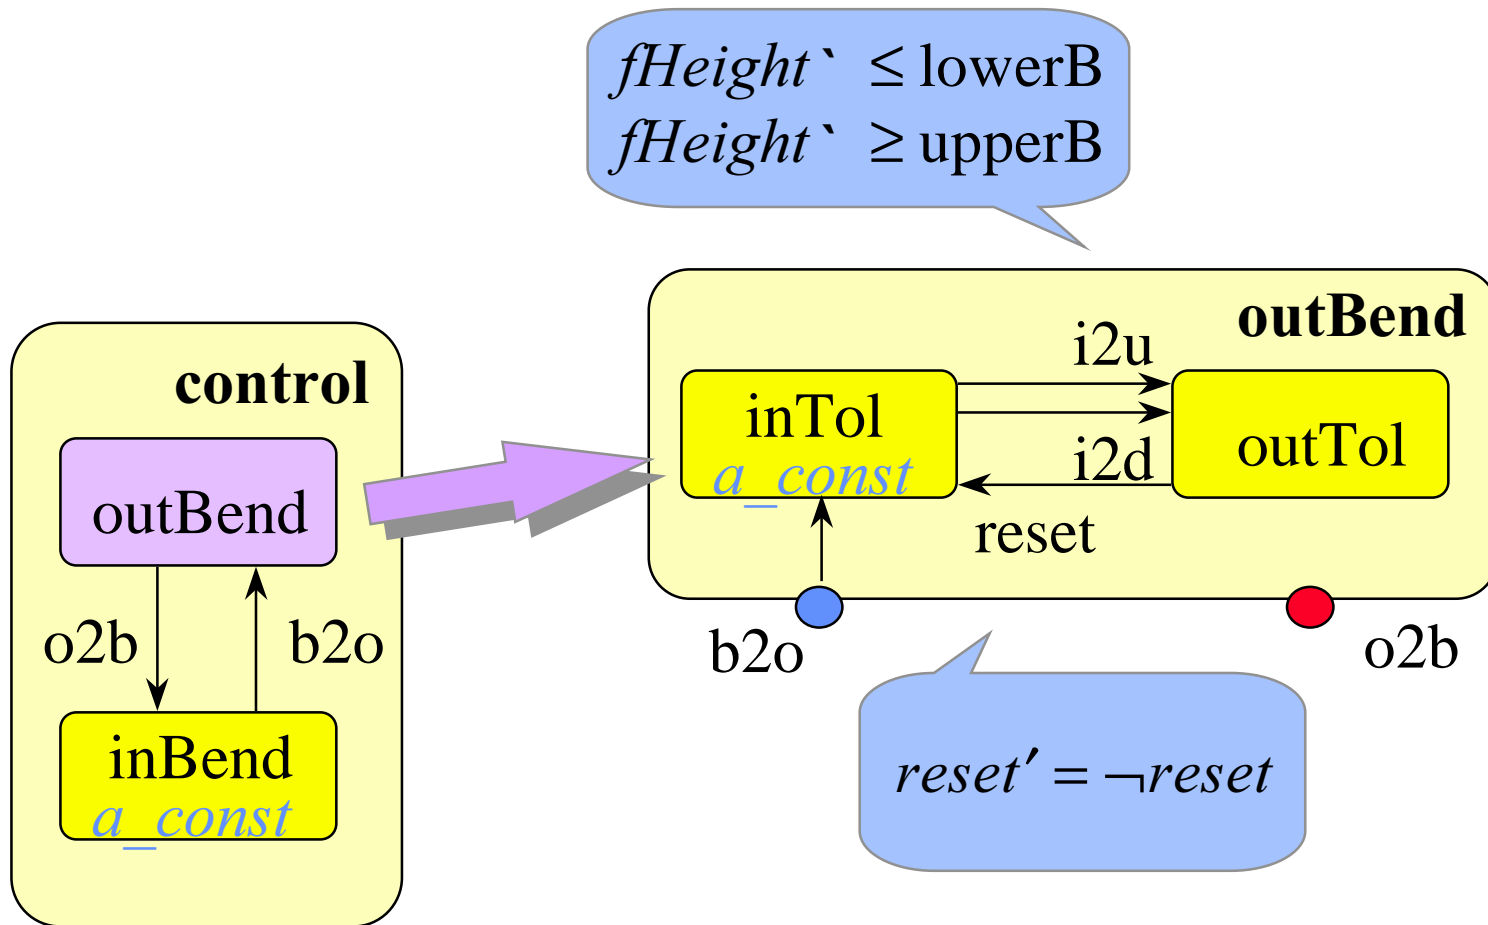 fHeight` ≤ lowerB
fHeight` ≥ upperB
control
outBend
o2b
b2o
inBend
a_const
outBend
i2u
inTol
a_const
i2d
outTol
reset
b2o
o2b
reset′ = ¬reset